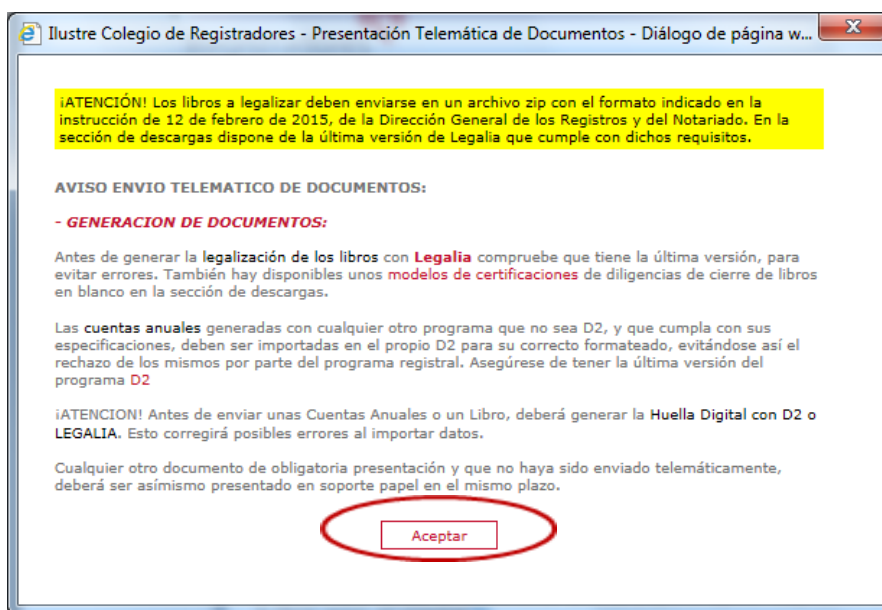 Ilustre Colegio de Registradores - Presentación Telemática de Documentos - Diálogo de página w...
¡ATENCIÓN! Los libros a legalizar deben enviarse en un archivo zip con el formato indicado en la
instrucción de 12 de febrero de 2015, de la Dirección General de los Registros y del Notariado. En la
sección de descargas dispone de la última versión de Legalia que cumple con dichos requisitos.
AVISO ENVIO TELEMATICO DE DOCUMENTOS:
- GENERACION DE DOCUMENTOS:
Antes de generar la legalización de los libros con Legalia compruebe que tiene la última versión, para
evitar errores. También hay disponibles unos modelos de certificaciones de diligencias de cierre de libros
en blanco en la sección de descargas.
Las cuentas anuales generadas con cualquier otro programa que no sea D2, y que cumpla con sus
especificaciones, deben ser importadas en el propio D2 para su correcto formateado, evitándose así el
rechazo de los mismos por parte del programa registral. Asegúrese de tener la última versión del
programa D2
¡ATENCION! Antes de enviar unas Cuentas Anuales o un Libro, deberá generar la Huella Digital con D2 o
LEGALIA. Esto corregirá posibles errores al importar datos.
Cualquier otro documento de obligatoria presentación y que no haya sido enviado telemáticamente,
deberá ser asímismo presentado en soporte papel en el mismo plazo.
Aceptar